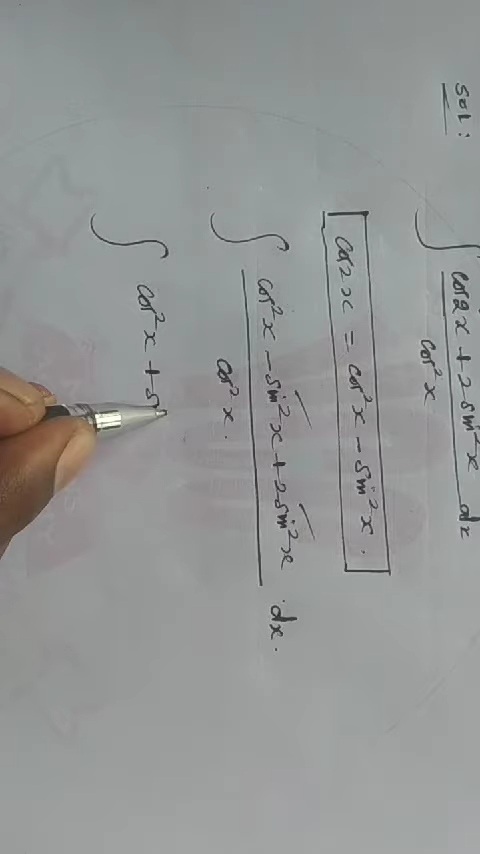 Sol:
∫ cos2x + 2sin²x / cos²x dx
cos2x = cos²x - sin²x.
∫ cos²x - sin²x + 2sin²x / cos²x. dx.
∫ cos²x + s